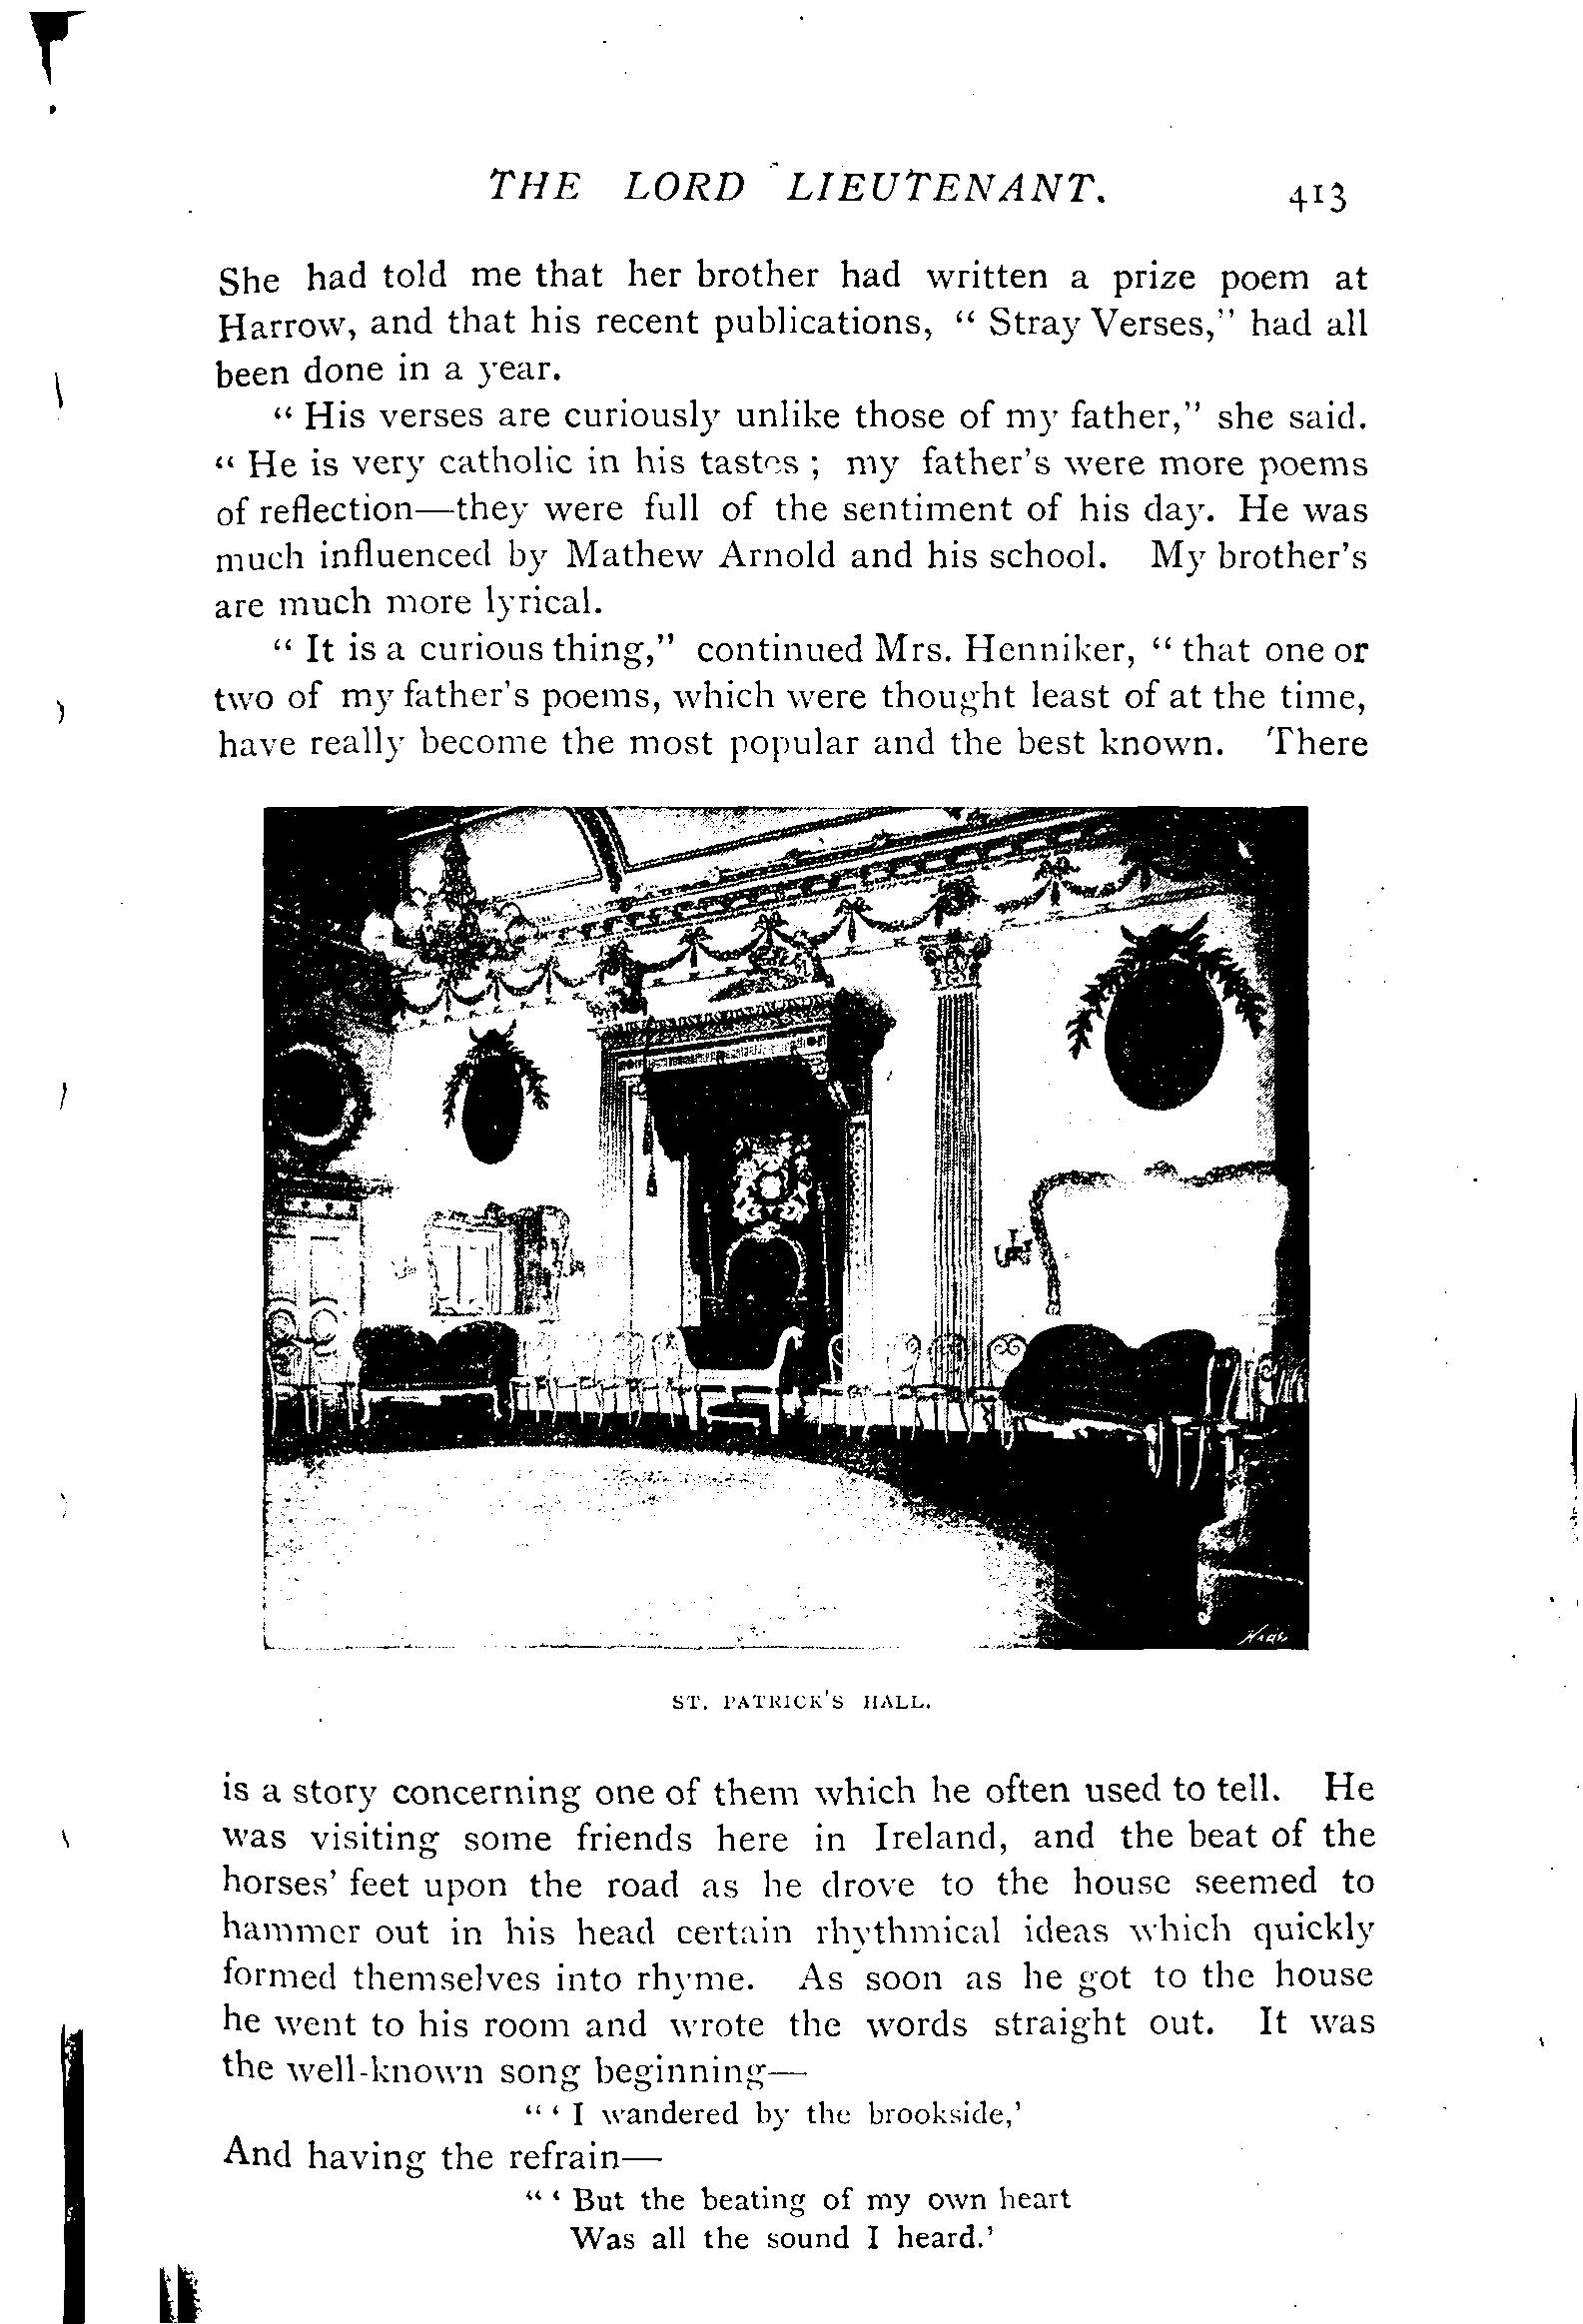 THE LORD LIEUTENANT. 413
She had told me that her brother had written a prize poem at
Harrow, and that his recent publications, “ Stray Verses,” had all
been done in a year.
“ His verses are curiously unlike those of my father,” she said.
“ He is very catholic in his tastes ; my father’s were more poems
of reflection—they were full of the sentiment of his day. He was
much influenced by Mathew Arnold and his school. My brother’s
are much more lyrical.
“ It is a curious thing,” continued Mrs. Henniker, “ that one or
two of my father’s poems, which were thought least of at the time,
have really become the most popular and the best known. There
ST. PATRICK'S HALL.
is a story concerning one of them which he often used to tell. He
was visiting some friends here in Ireland, and the beat of the
horses’ feet upon the road as he drove to the house seemed to
hammer out in his head certain rhythmical ideas which quickly
formed themselves into rhyme. As soon as he got to the house
he went to his room and wrote the words straight out. It was
the well-known song beginning—
“ ‘ I wandered by the brookside,’
And having the refrain—
“ ‘ But the beating of my own heart
Was all the sound I heard.’